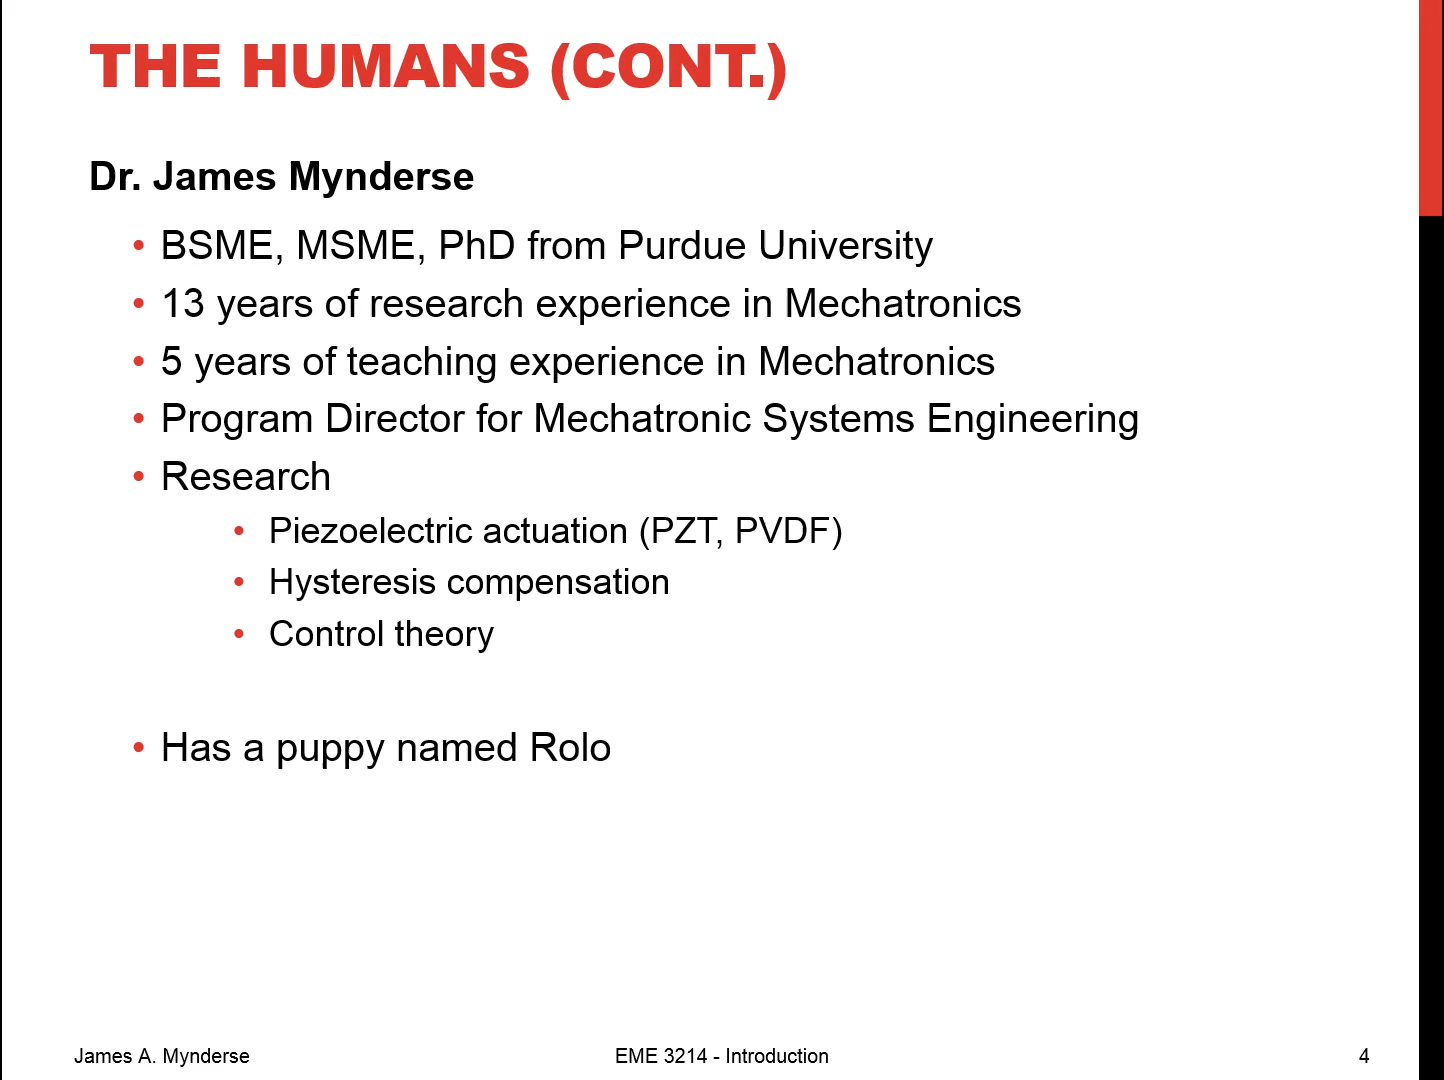 THE HUMANS (CONT.)
Dr. James Mynderse
• BSME, MSME, PhD from Purdue University
• 13 years of research experience in Mechatronics
• 5 years of teaching experience in Mechatronics
• Program Director for Mechatronic Systems Engineering
• Research
• Piezoelectric actuation (PZT, PVDF)
• Hysteresis compensation
• Control theory
• Has a puppy named Rolo
James A. Mynderse EME 3214 - Introduction 4